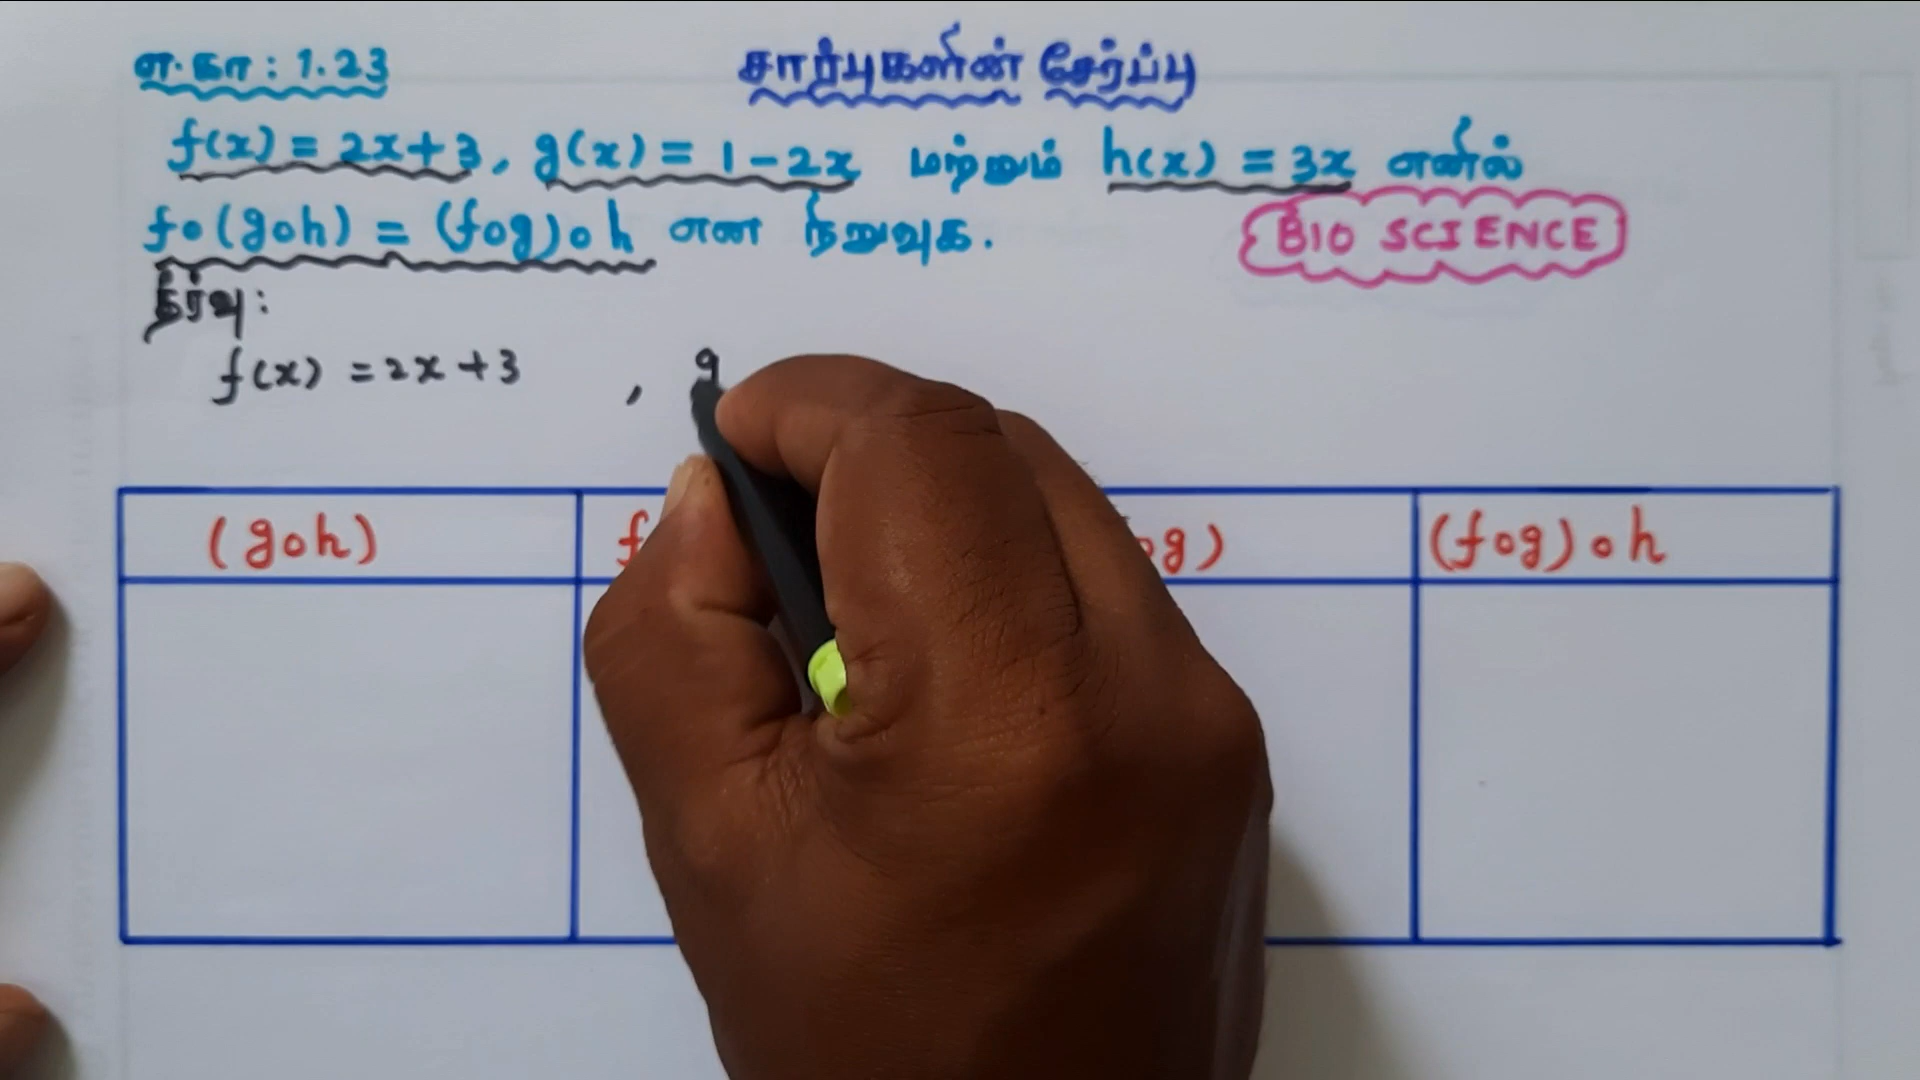 எ.கா : 1.23
சார்புகளின் சேர்ப்பு
f(x) = 2x+3, g(x) = 1-2x மற்றும் h(x) = 3x எனில்
fo(goh) = (fog)oh என நிறுவுக.
BIO SCIENCE
தீர்வு:
f(x) = 2x+3 , g
(goh) f og) (fog)oh